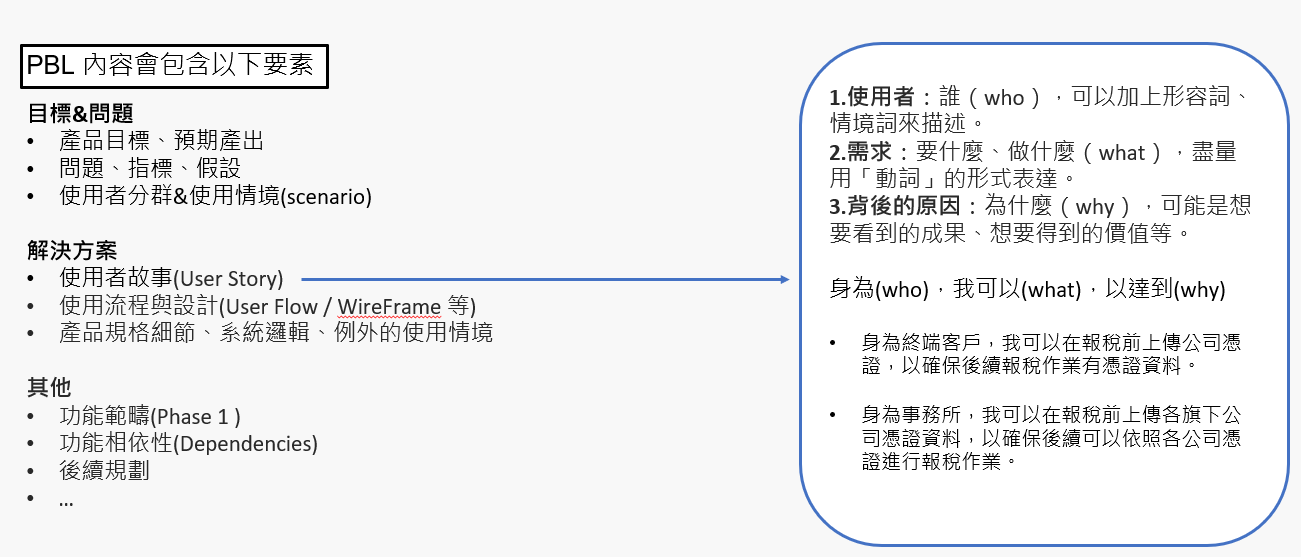 PBL 內容會包含以下要素
目標&問題
• 產品目標、預期產出
• 問題、指標、假設
• 使用者分群&使用情境(scenario)
解決方案
• 使用者故事(User Story)
• 使用流程與設計(User Flow / WireFrame 等)
• 產品規格細節、系統邏輯、例外的使用情境
其他
• 功能範疇(Phase 1 )
• 功能相依性(Dependencies)
• 後續規劃
• ...
1.使用者：誰（who），可以加上形容詞、
情境詞來描述。
2.需求：要什麼、做什麼（what），盡量
用「動詞」的形式表達。
3.背後的原因：為什麼（why），可能是想
要看到的成果、想要得到的價值等。
身為(who)，我可以(what)，以達到(why)
• 身為終端客戶，我可以在報稅前上傳公司憑
證，以確保後續報稅作業有憑證資料。
• 身為事務所，我可以在報稅前上傳各旗下公
司憑證資料，以確保後續可以依照各公司憑
證進行報稅作業。